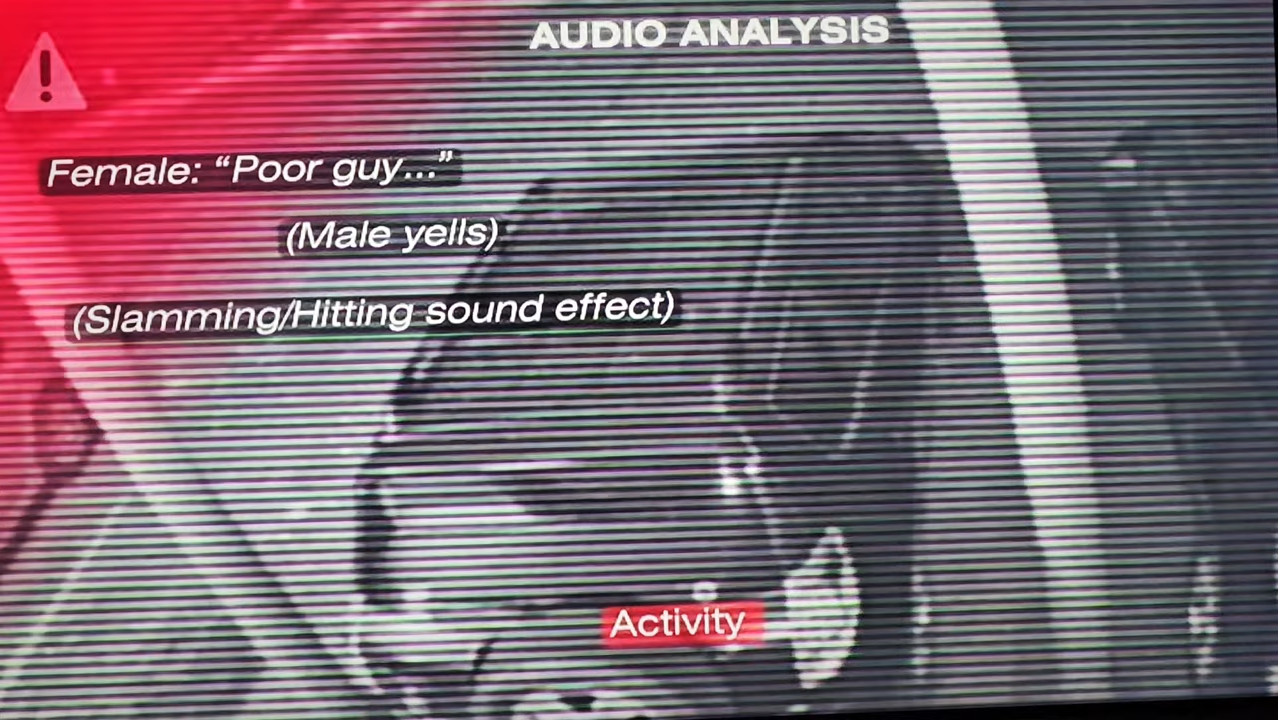 AUDIO ANALYSIS
Female: “Poor guy...”
(Male yells)
(Slamming/Hitting sound effect)
Activity